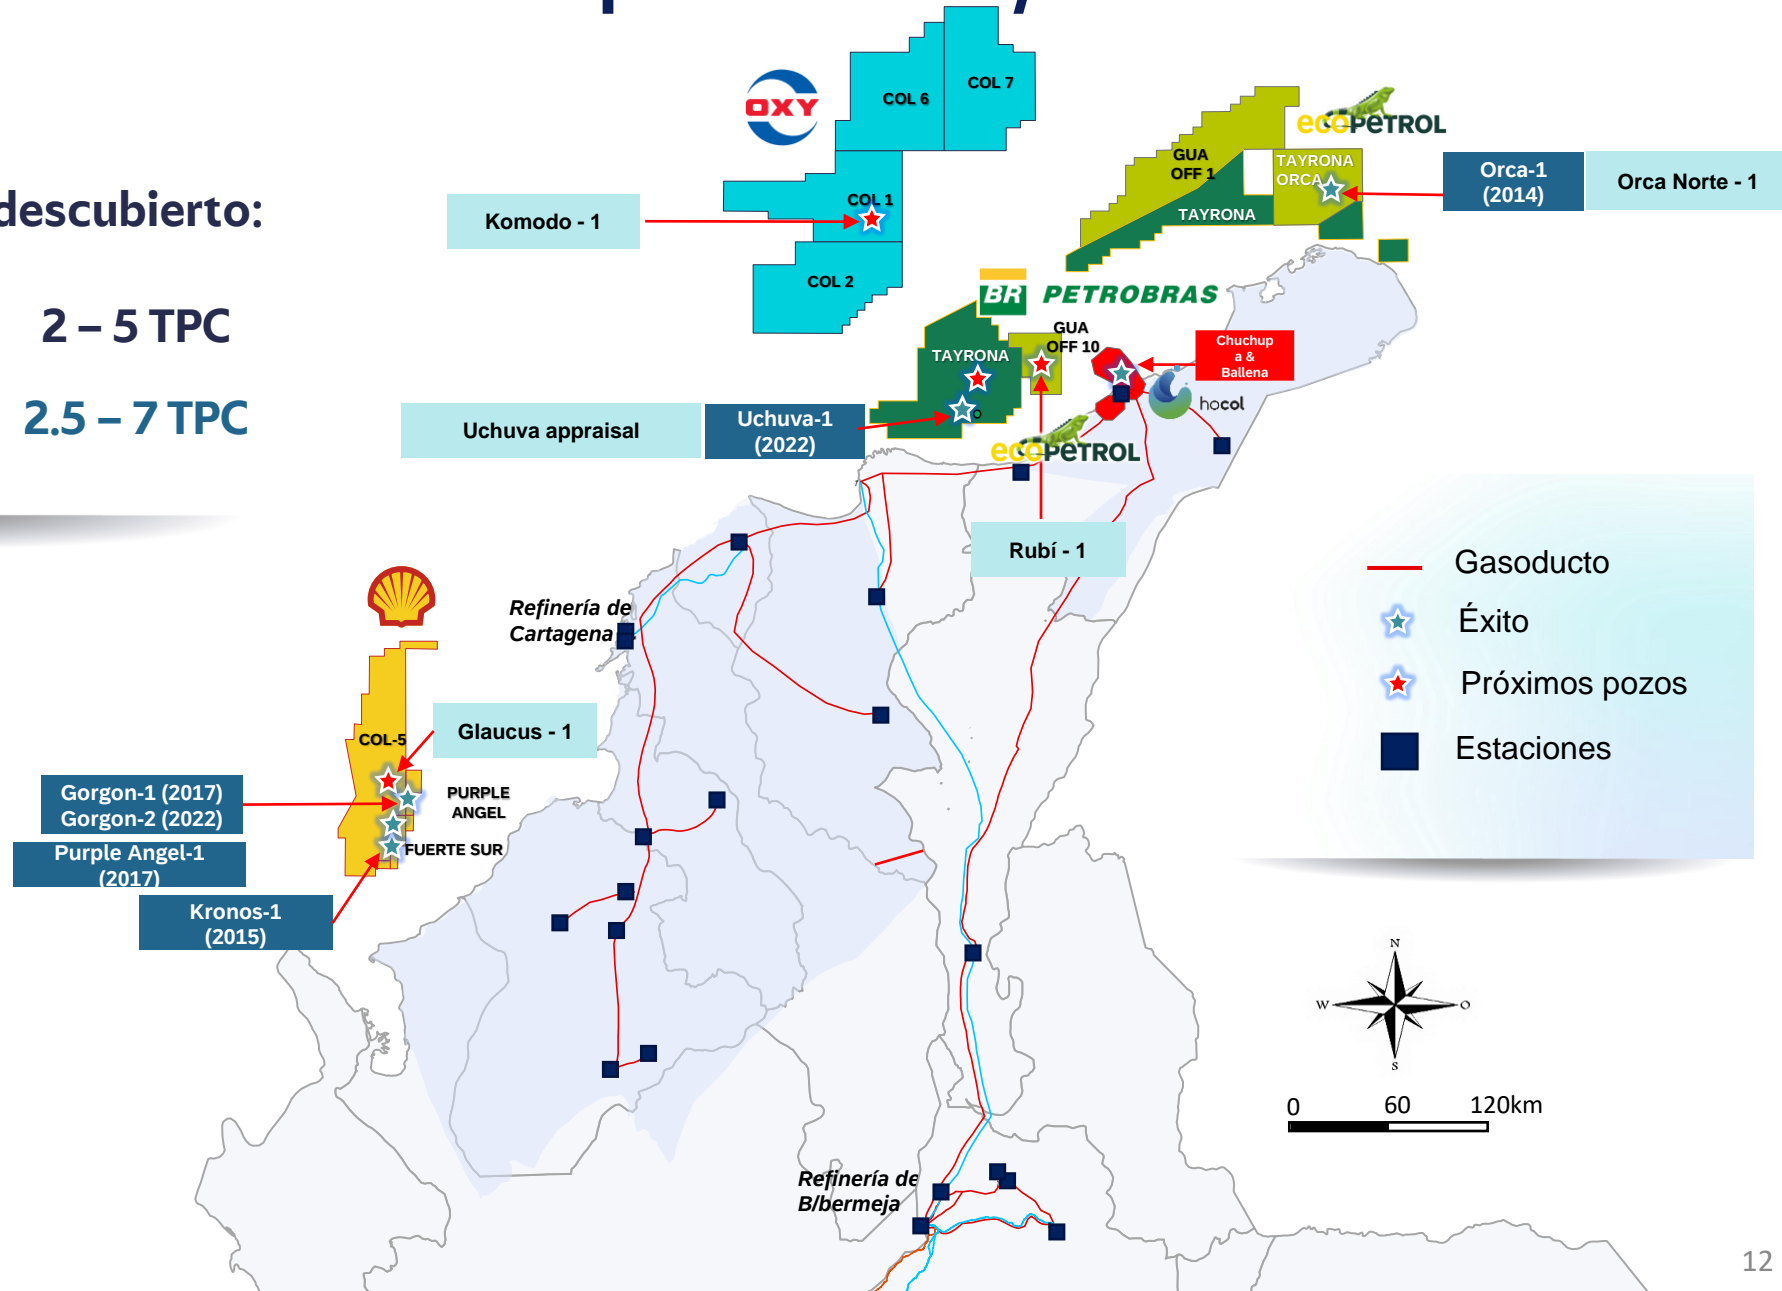 descubierto:
2 – 5 TPC
2.5 – 7 TPC
OXY
COL 6
COL 7
COL 1
COL 2
Komodo - 1
ecoPETROL
GUA
OFF 1
TAYRONA
ORCA
TAYRONA
Orca-1
(2014)
Orca Norte - 1
BR PETROBRAS
GUA
OFF 10
TAYRONA
Chuchup
a &
Ballena
hocol
Uchuva appraisal
Uchuva-1
(2022)
ecoPETROL
Rubí - 1
Refinería de
Cartagena
COL-5
Glaucus - 1
Gorgon-1 (2017)
Gorgon-2 (2022)
PURPLE
ANGEL
FUERTE SUR
Purple Angel-1
(2017)
Kronos-1
(2015)
Refinería de
B/bermeja
Gasoducto
Éxito
Próximos pozos
Estaciones
N
W
O
S
0 60 120km
12